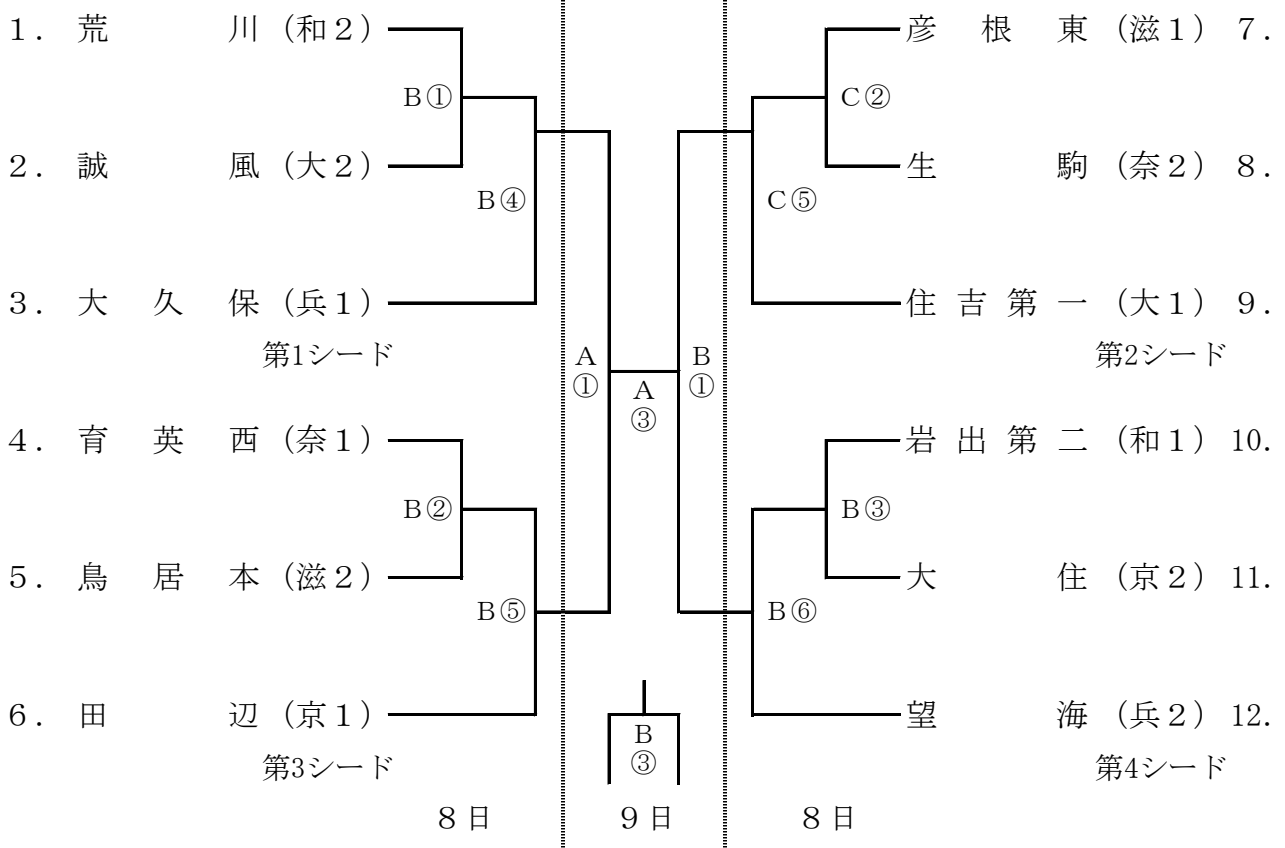 １． 荒川 （和２） 彦根東 （滋１） 7.
Ｂ① Ｃ②
２． 誠風 （大２） 生駒 （奈２） 8.
Ｂ④ Ｃ⑤
３． 大久保 （兵１） 住吉第一 （大１） 9.
第1シード 第2シード
Ａ① Ａ③ Ｂ①
４． 育英西 （奈１） 岩出第二 （和１） 10.
Ｂ② Ｂ③
５． 鳥居本 （滋２） 大住 （京２） 11.
Ｂ⑤ Ｂ⑥
６． 田辺 （京１） 望海 （兵２） 12.
Ｂ③
第3シード 第4シード
８日 ９日 ８日